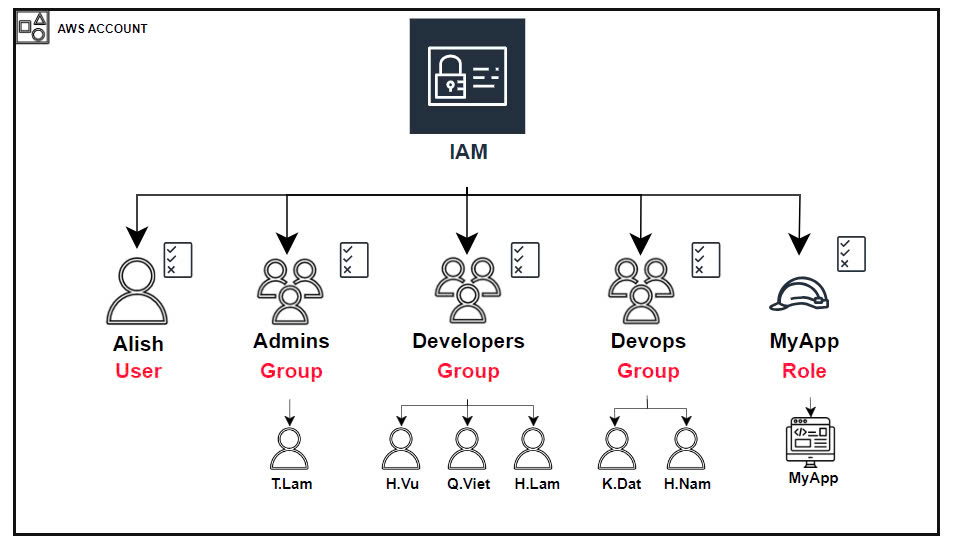 AWS ACCOUNT
IAM
Alish
User
Admins
Group
Developers
Group
Devops
Group
MyApp
Role
T.Lam
H.Vu
Q.Viet
H.Lam
K.Dat
H.Nam
MyApp